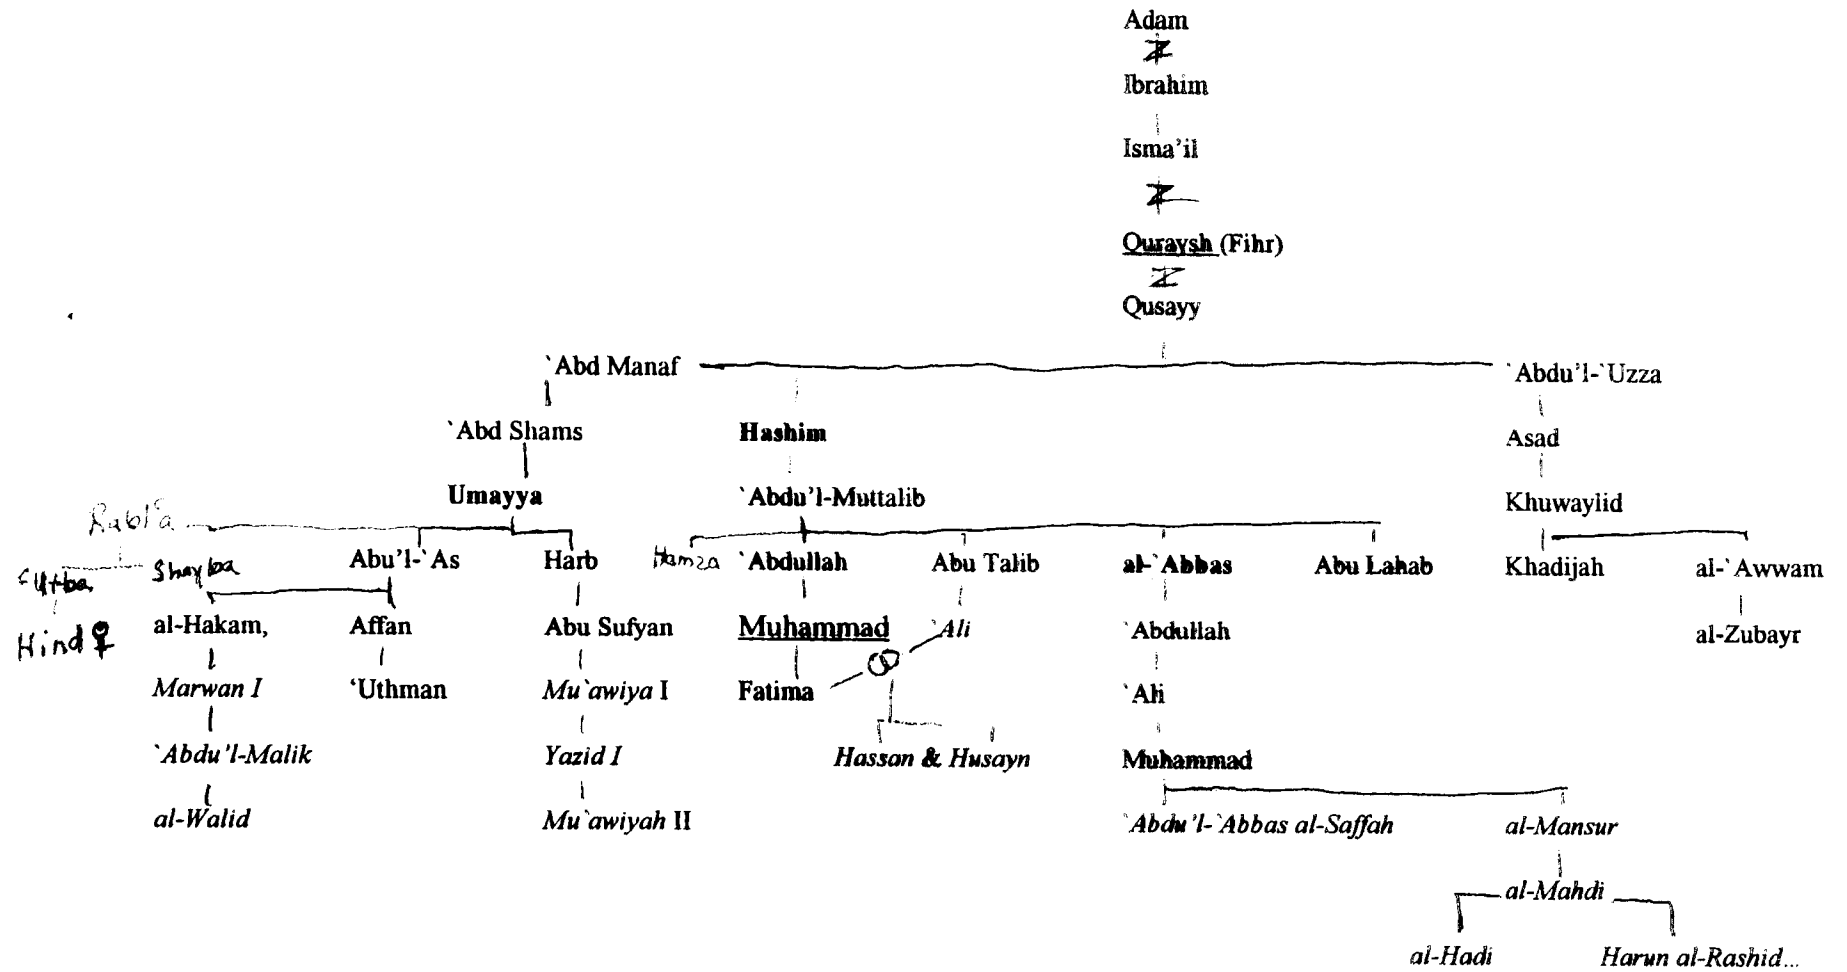 Adam
Ibrahim
Isma'il
Quraysh (Fihr)
Qusayy
`Abd Manaf `Abdu'l-`Uzza
`Abd Shams Hashim Asad
Umayya `Abdu'l-Muttalib Khuwaylid
Rabi'a
Abu'l-`As Harb Hamza `Abdullah Abu Talib al-`Abbas Abu Lahab Khadijah al-`Awwam
'Utba Shayba
al-Hakam, Affan Abu Sufyan Muhammad `Ali `Abdullah al-Zubayr
Hind ♀
Marwan I 'Uthman Mu`awiya I Fatima `Ali
`Abdu'l-Malik Yazid I Hassan & Husayn Muhammad
al-Walid Mu`awiyah II `Abdu'l-`Abbas al-Saffah al-Mansur
al-Mahdi
al-Hadi Harun al-Rashid...